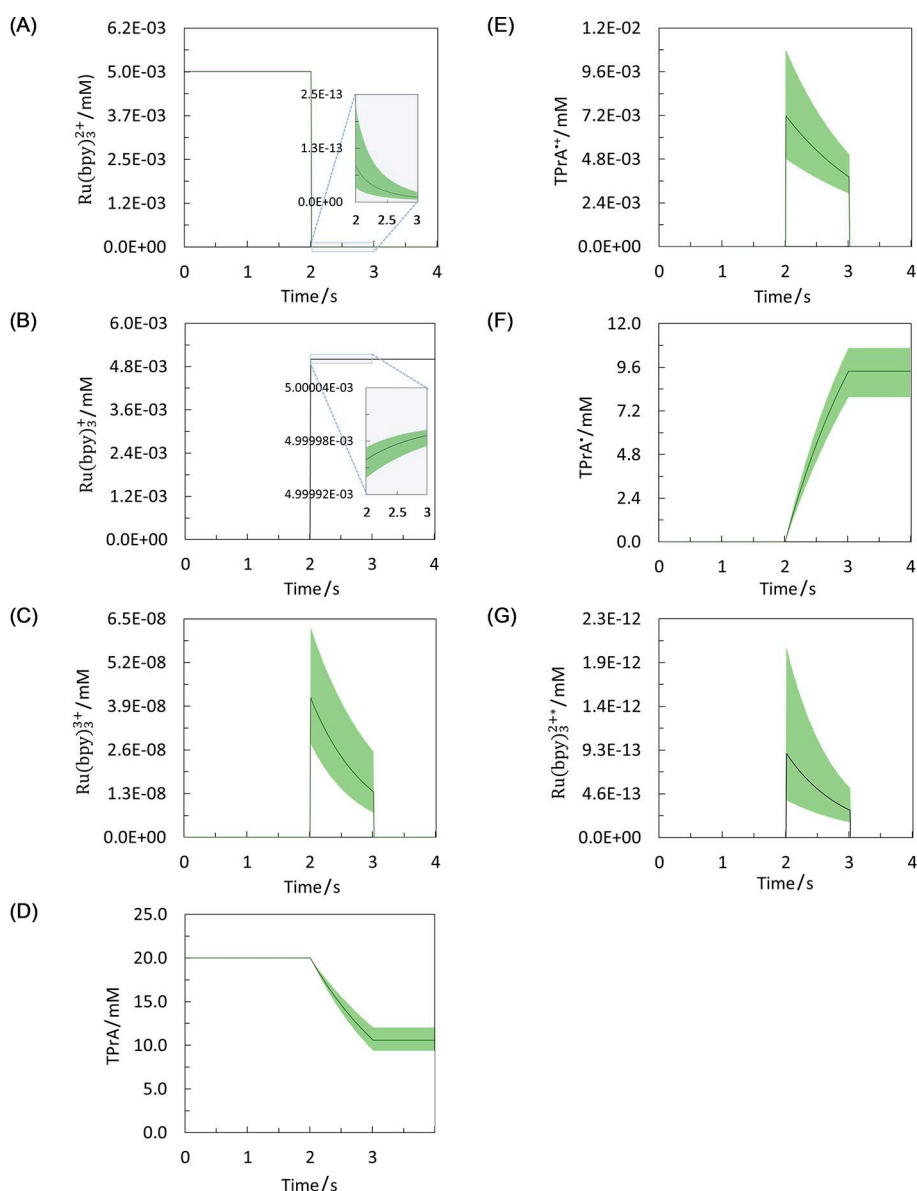 (A)
Ru(bpy)₃²⁺/mM)
6.2E-03
5.0E-03
3.7E-03
2.5E-03
1.2E-03
0.0E+00
2.5E-13
1.3E-13
0.0E+00
2 2.5 3
0 1 2 3 4
Time/s
(B)
Ru(bpy)₃⁺/mM
6.0E-03
4.8E-03
3.6E-03
2.4E-03
1.2E-03
0.0E+00
5.00004E-03
4.99998E-03
4.99992E-03
2 2.5 3
0 1 2 3 4
Time/s
(C)
Ru(bpy)₃³⁺/mM
6.5E-08
5.2E-08
3.9E-08
2.6E-08
1.3E-08
0.0E+00
0 1 2 3 4
Time/s
(D)
TPrA/mM
25.0
20.0
15.0
10.0
5.0
0.0
0 1 2 3 4
Time/s
(E)
TPrA•⁺/mM
1.2E-02
9.6E-03
7.2E-03
4.8E-03
2.4E-03
0.0E+00
0 1 2 3 4
Time/s
(F)
TPrA•/mM
12.0
9.6
7.2
4.8
2.4
0.0
0 1 2 3 4
Time/s
(G)
Ru(bpy)₃²⁺*/mM
2.3E-12
1.9E-12
1.4E-12
9.3E-13
4.6E-13
0.0E+00
0 1 2 3 4
Time/s